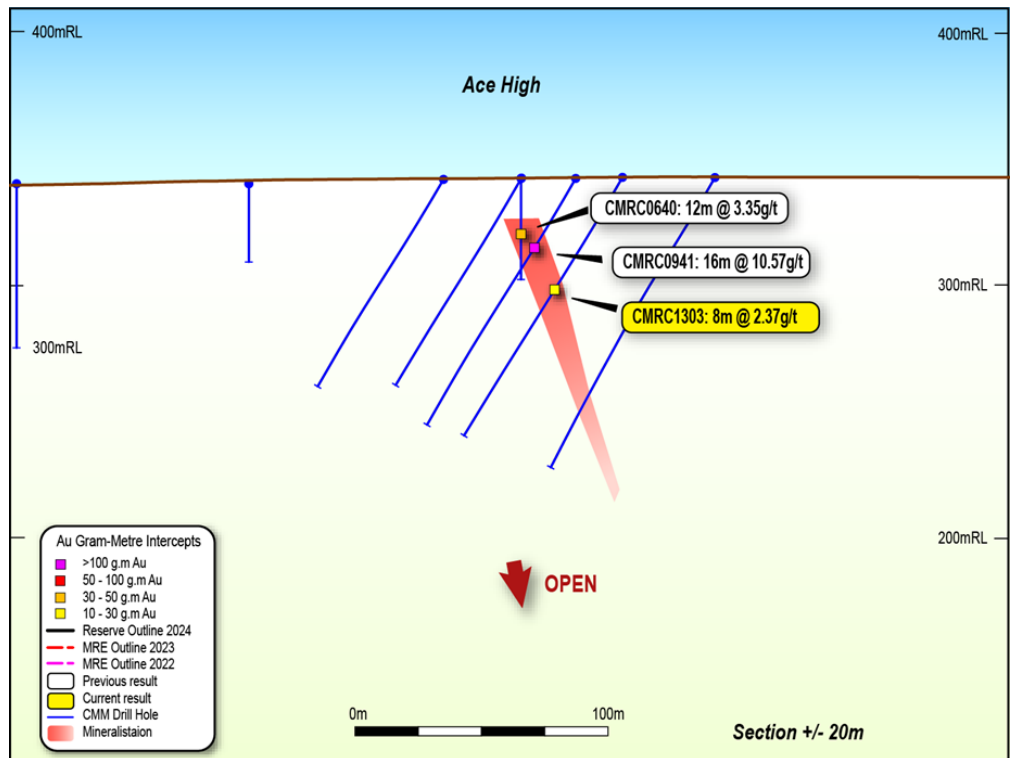 400mRL
400mRL
Ace High
CMRC0640: 12m @ 3.35g/t
CMRC0941: 16m @ 10.57g/t
300mRL
CMRC1303: 8m @ 2.37g/t
300mRL
200mRL
OPEN
Au Gram-Metre Intercepts
>100 g.m Au
50 - 100 g.m Au
30 - 50 g.m Au
10 - 30 g.m Au
Reserve Outline 2024
MRE Outline 2023
MRE Outline 2022
Previous result
Current result
CMM Drill Hole
Mineralistaion
0m
100m
Section +/- 20m